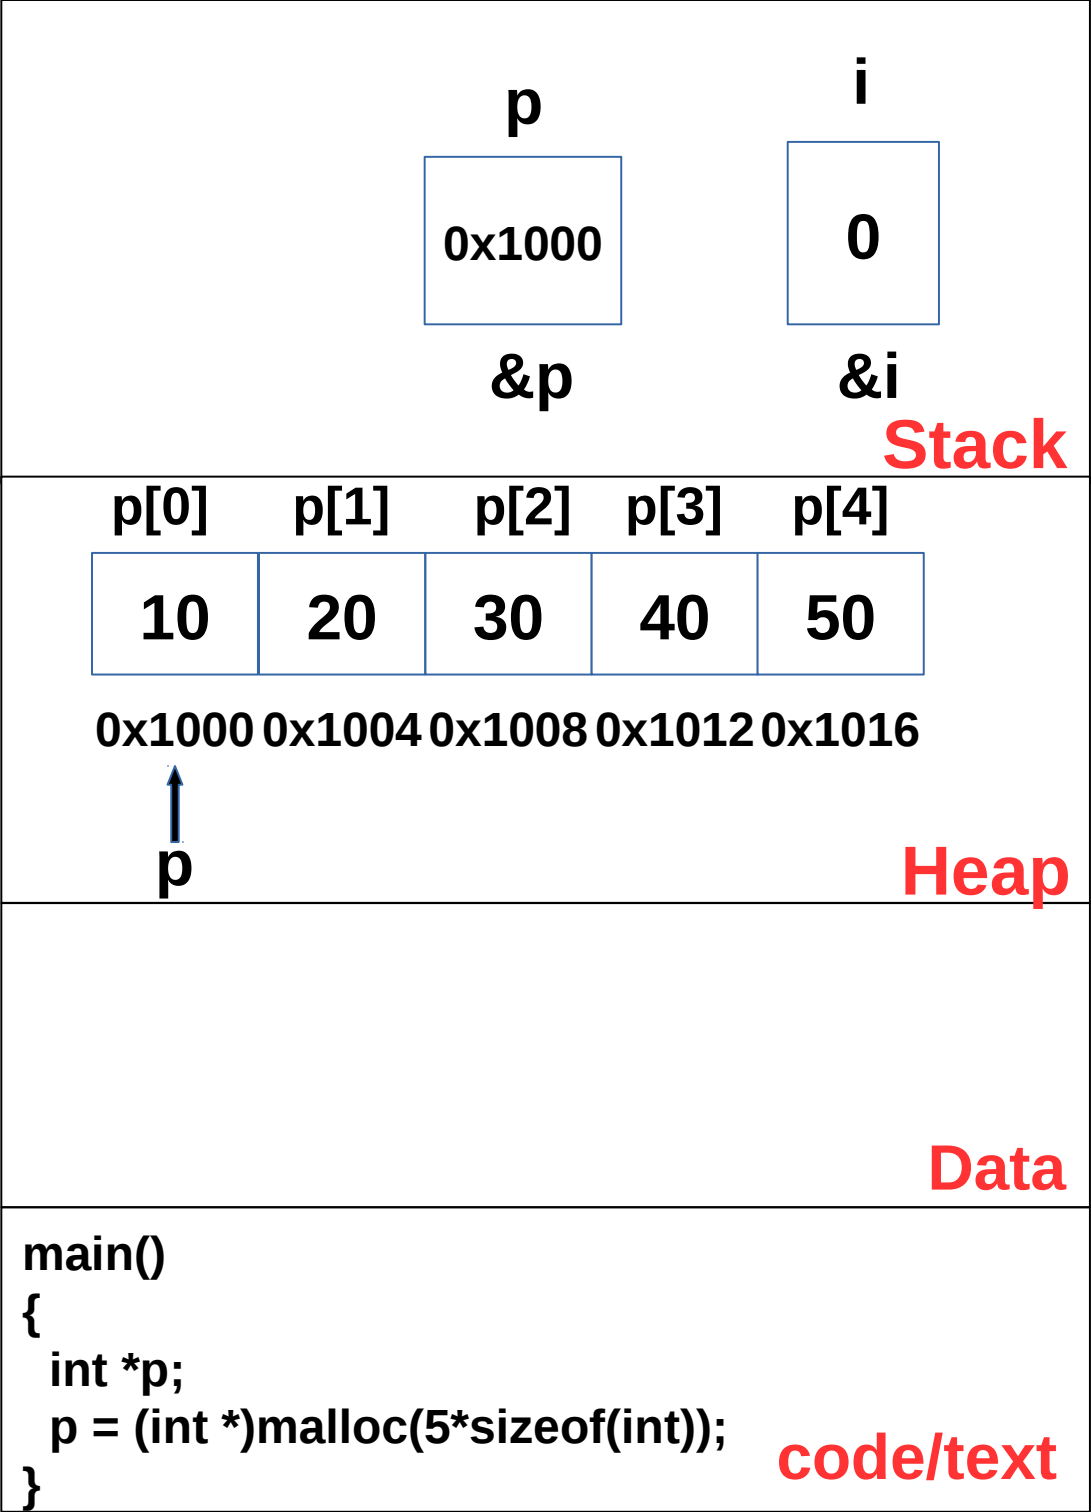 p i
0x1000 0
&p &i
Stack
p[0] p[1] p[2] p[3] p[4]
10 20 30 40 50
0x1000 0x1004 0x1008 0x1012 0x1016
p
Heap
Data
main()
{
int *p;
p = (int *)malloc(5*sizeof(int));
}
code/text